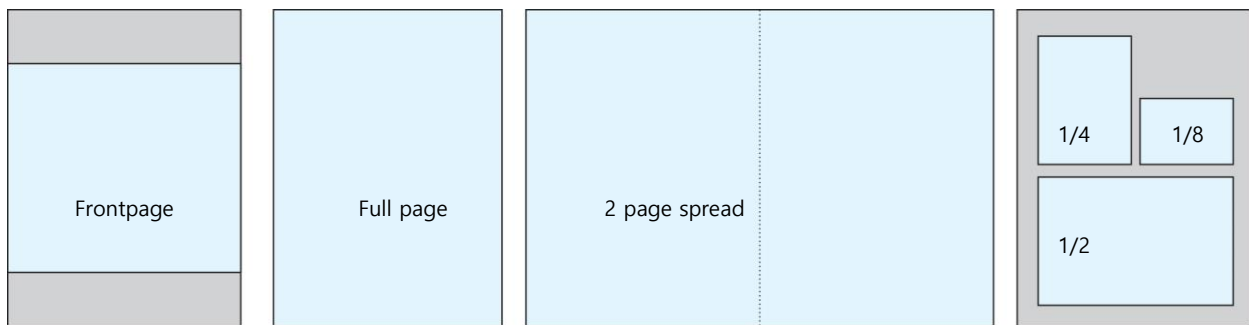 Frontpage
Full page
2 page spread
1/4
1/8
1/2